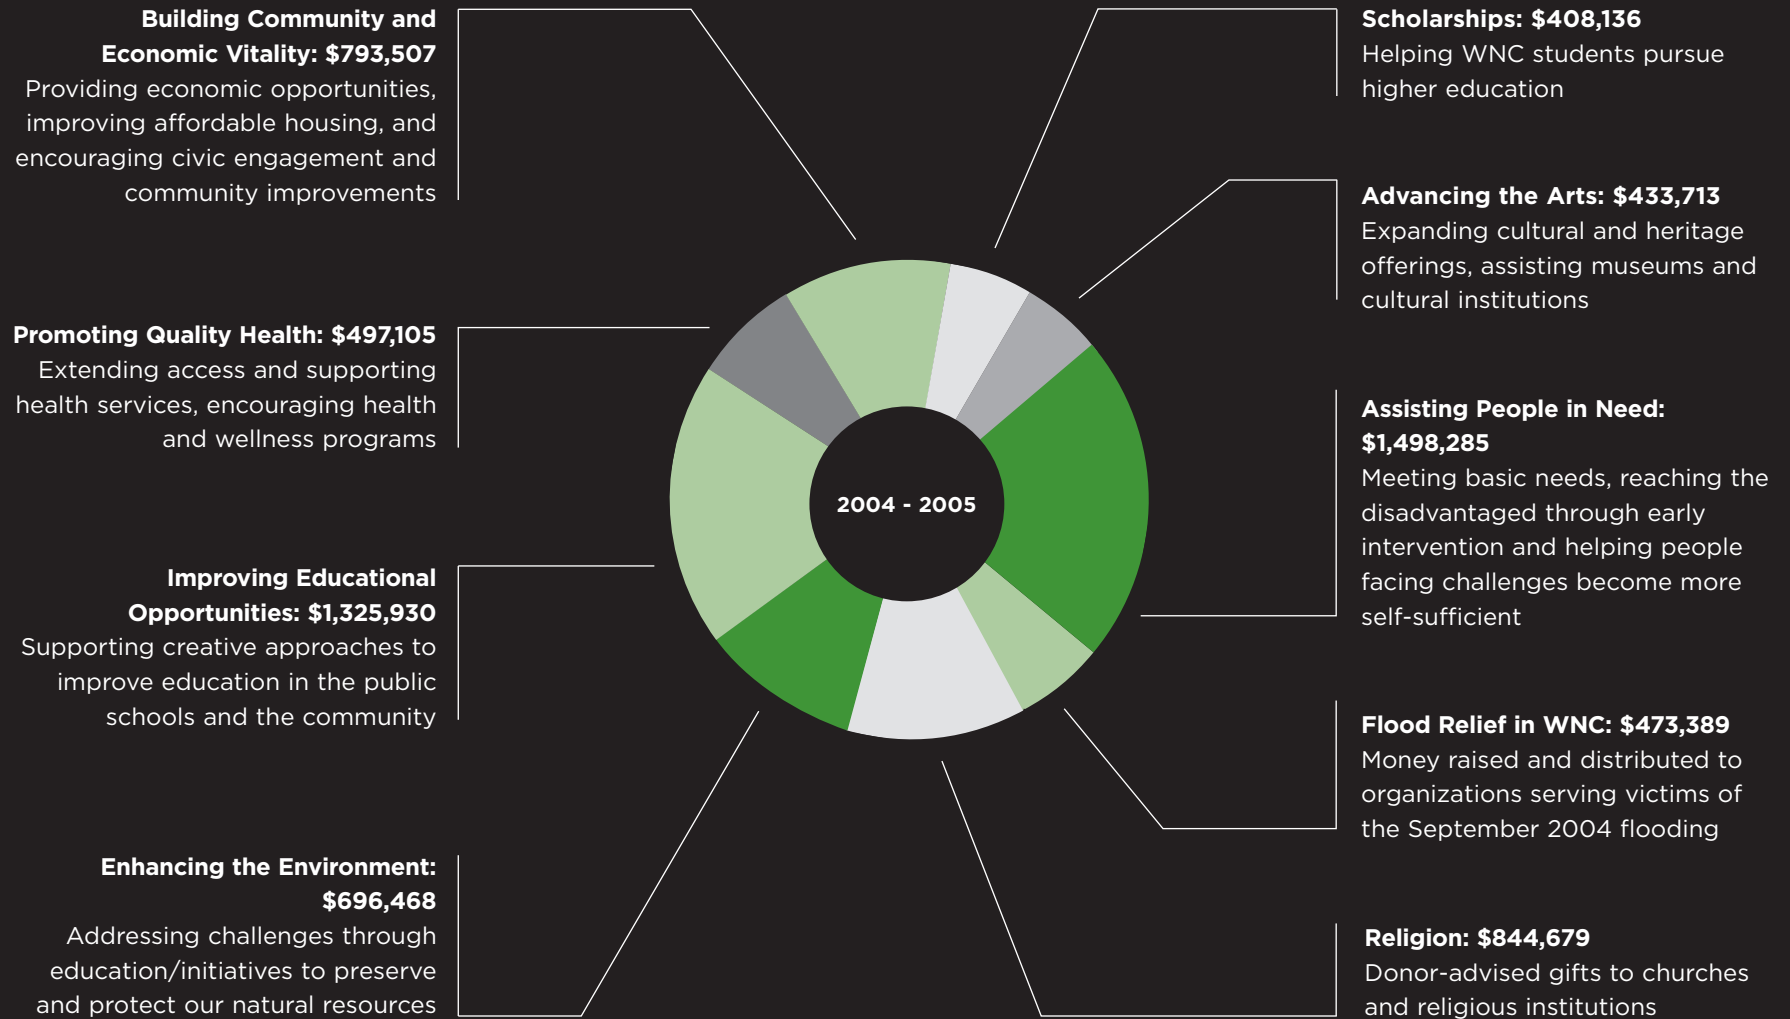 Building Community and
Economic Vitality: $793,507
Providing economic opportunities,
improving affordable housing, and
encouraging civic engagement and
community improvements
Promoting Quality Health: $497,105
Extending access and supporting
health services, encouraging health
and wellness programs
Improving Educational
Opportunities: $1,325,930
Supporting creative approaches to
improve education in the public
schools and the community
Enhancing the Environment:
$696,468
Addressing challenges through
education/initiatives to preserve
and protect our natural resources
2004 - 2005
Scholarships: $408,136
Helping WNC students pursue
higher education
Advancing the Arts: $433,713
Expanding cultural and heritage
offerings, assisting museums and
cultural institutions
Assisting People in Need:
$1,498,285
Meeting basic needs, reaching the
disadvantaged through early
intervention and helping people
facing challenges become more
self-sufficient
Flood Relief in WNC: $473,389
Money raised and distributed to
organizations serving victims of
the September 2004 flooding
Religion: $844,679
Donor-advised gifts to churches
and religious institutions